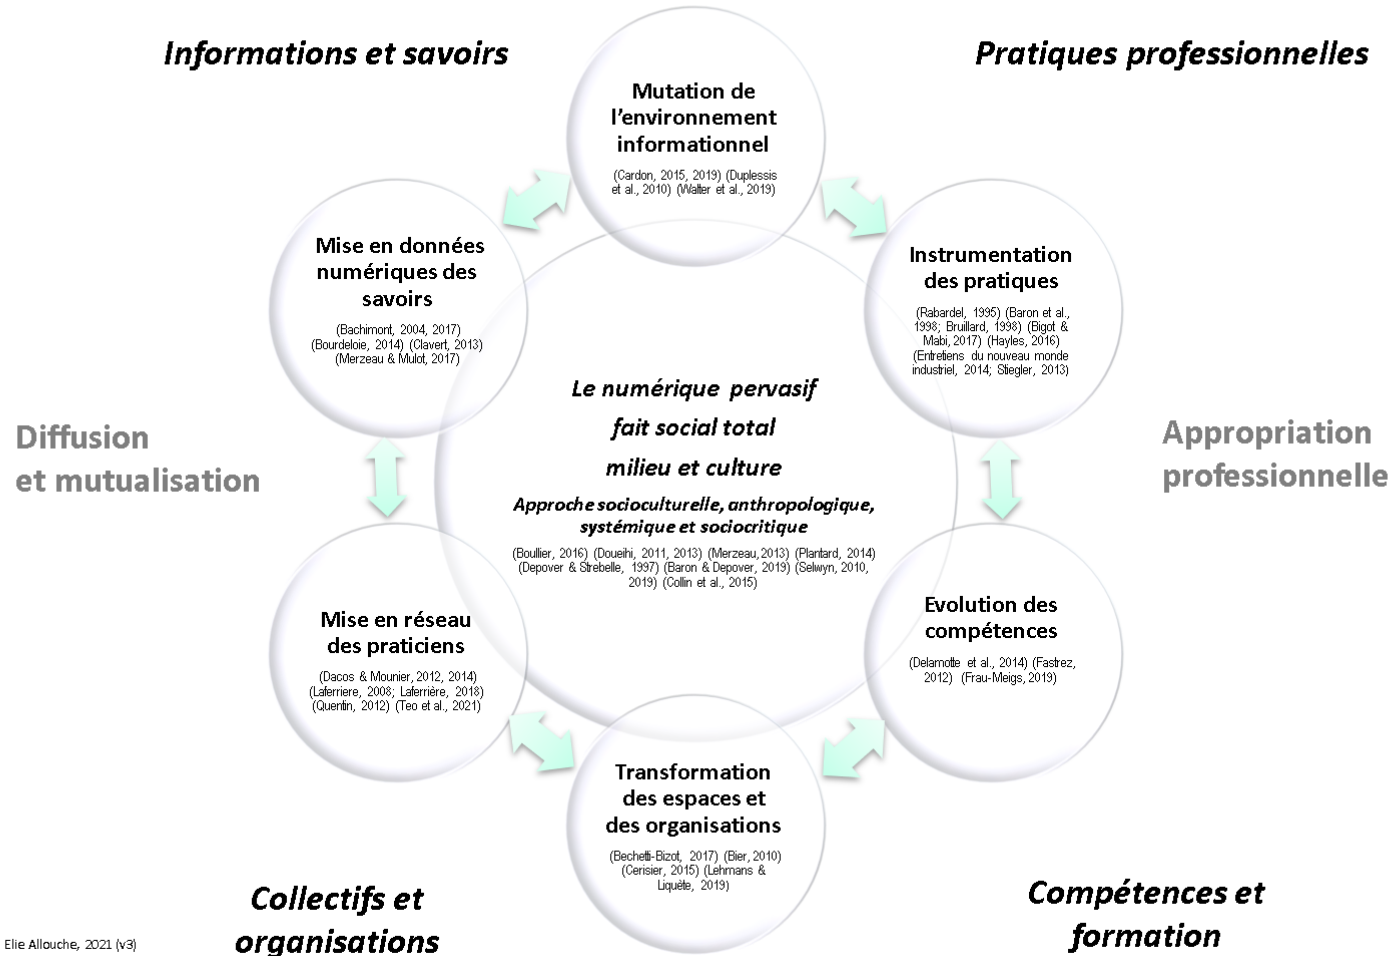 Informations et savoirs
Pratiques professionnelles
Mutation de
l'environnement
informationnel
(Cardon, 2015, 2019) (Duplessis
et al., 2010) (Walter et al., 2019)
Mise en données
numériques des
savoirs
(Bachimont, 2004, 2017)
(Bourdeloie, 2014) (Clavert, 2013)
(Merzeau & Mulot, 2017)
Instrumentation
des pratiques
(Rabardel, 1995) (Baron et al.,
1998; Bruillard, 1998) (Bigot &
Mabi, 2017) (Hayles, 2016)
(Entretiens du nouveau monde
industriel, 2014; Stiegler, 2013)
Le numérique pervasif
fait social total
milieu et culture
Approche socioculturelle, anthropologique,
systémique et sociocritique
(Boullier, 2016) (Doueihi, 2011, 2013) (Merzeau, 2013) (Plantard, 2014)
(Depover & Strebelle, 1997) (Baron & Depover, 2019) (Selwyn, 2010,
2019) (Collin et al., 2015)
Diffusion
et mutualisation
Appropriation
professionnelle
Mise en réseau
des praticiens
(Dacos & Mounier, 2012, 2014)
(Laferriere, 2008; Laferrière, 2018)
(Quentin, 2012) (Teo et al., 2021)
Evolution des
compétences
(Delamotte et al., 2014) (Fastrez,
2012) (Frau-Meigs, 2019)
Transformation
des espaces et
des organisations
(Bechetti-Bizot, 2017) (Bier, 2010)
(Cerisier, 2015) (Lehmans &
Liquète, 2019)
Collectifs et
organisations
Compétences et
formation
Elie Allouche, 2021 (v3)